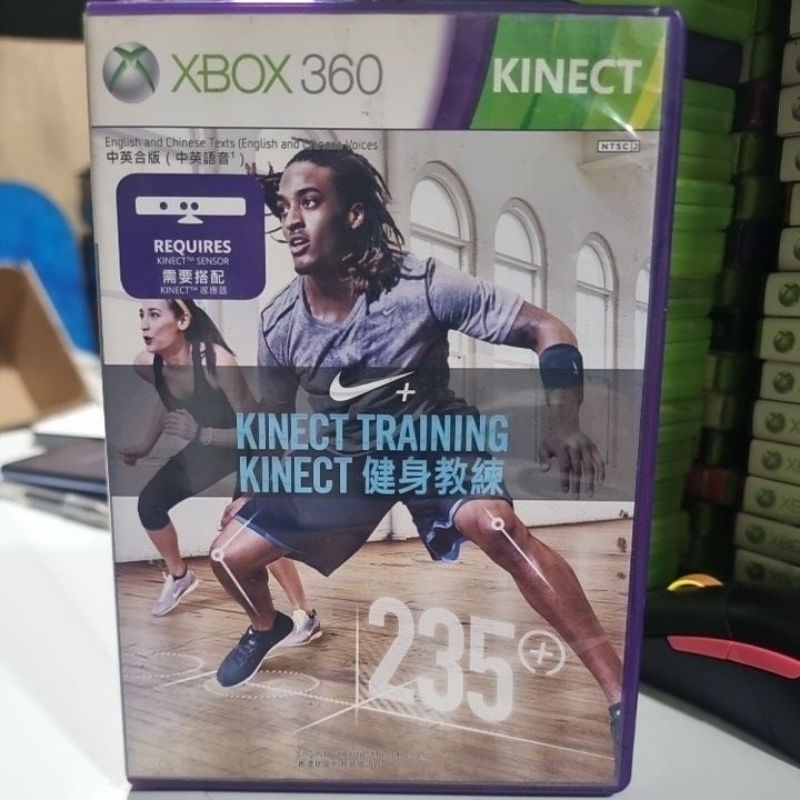 XBOX 360
KINECT
English and Chinese Texts (English and Chinese Voices
中英合版 ( 中英語音¹ )
NTSC J
REQUIRES
KINECT™ SENSOR
需要搭配
KINECT™ 感應器
KINECT TRAINING
KINECT 健身教練
235+